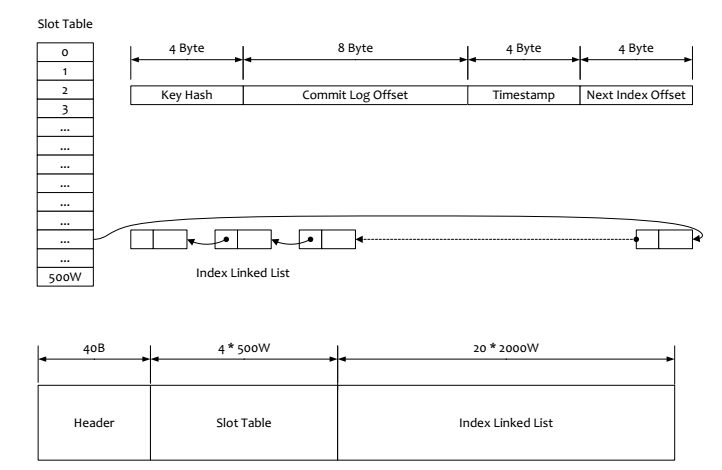 Slot Table
0
1
2
3
...
...
...
...
...
...
...
...
500W
4 Byte 8 Byte 4 Byte 4 Byte
Key Hash Commit Log Offset Timestamp Next Index Offset
Index Linked List
40B 4 * 500W 20 * 2000W
Header Slot Table Index Linked List